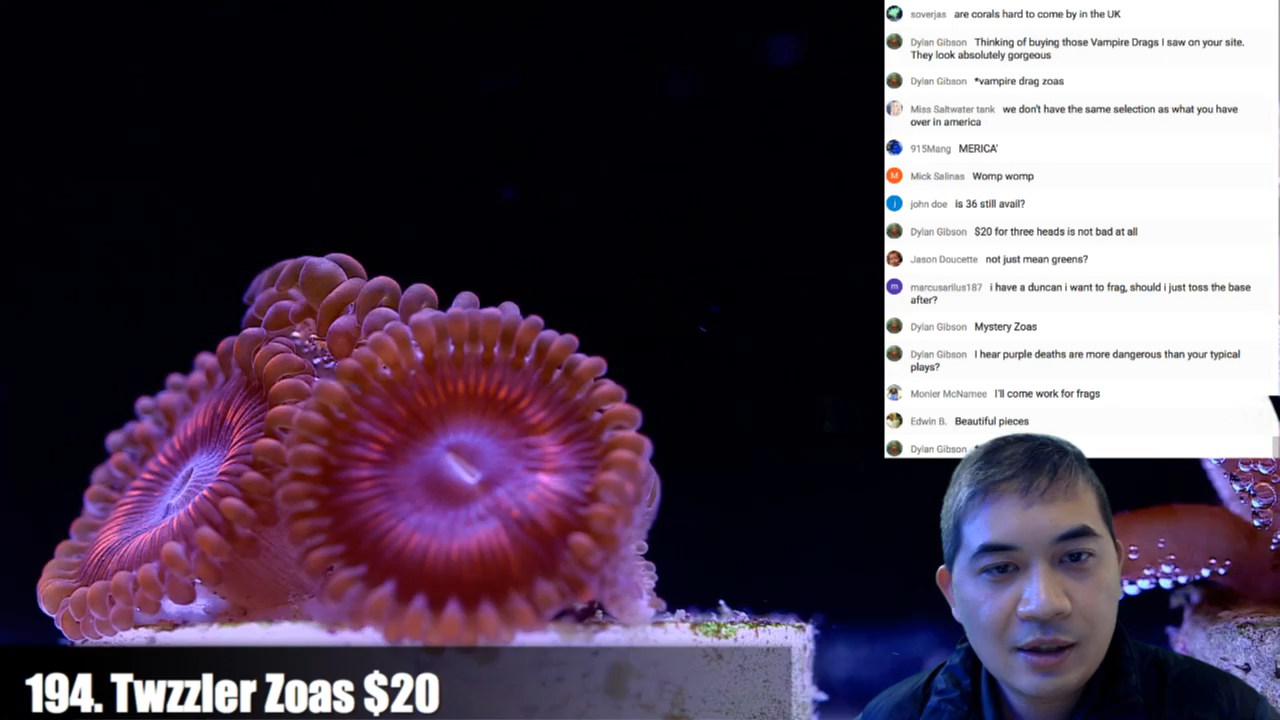 soverjas are corals hard to come by in the UK
Dylan Gibson Thinking of buying those Vampire Drags I saw on your site.
They look absolutely gorgeous
Dylan Gibson *vampire drag zoas
Miss Saltwater tank we don't have the same selection as what you have
over in america
915Mang MERICA'
M Mick Salinas Womp womp
j john doe is 36 still avail?
Dylan Gibson $20 for three heads is not bad at all
Jason Doucette not just mean greens?
m marcusarilus187 i have a duncan i want to frag, should i just toss the base
after?
Dylan Gibson Mystery Zoas
Dylan Gibson I hear purple deaths are more dangerous than your typical
plays?
Monier McNamee I'll come work for frags
Edwin B. Beautiful pieces
Dylan Gibson
194. Twzzler Zoas $20